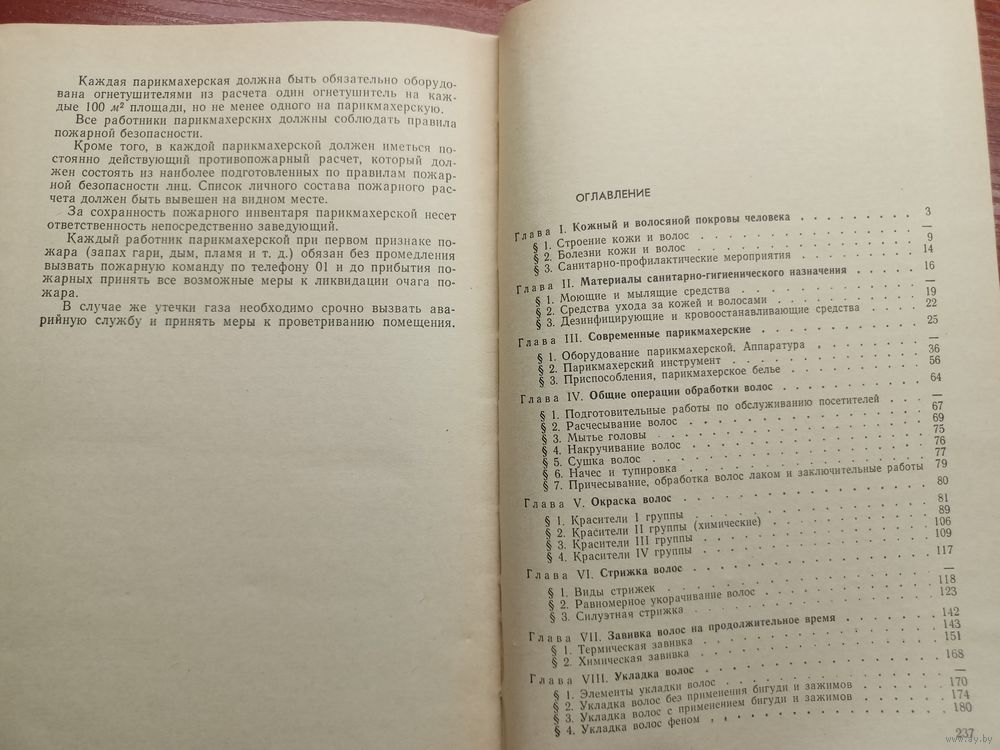 Каждая парикмахерская должна быть обязательно оборудо-
вана огнетушителями из расчета один огнетушитель на каж-
дые 100 м² площади, но не менее одного на парикмахерскую.
Все работники парикмахерских должны соблюдать правила
пожарной безопасности.
Кроме того, в каждой парикмахерской должен иметься по-
стоянно действующий противопожарный расчет, который дол-
жен состоять из наиболее подготовленных по правилам пожар-
ной безопасности лиц. Список личного состава пожарного рас-
чета должен быть вывешен на видном месте.
За сохранность пожарного инвентаря парикмахерской несет
ответственность непосредственно заведующий.
Каждый работник парикмахерской при первом признаке по-
жара (запах гари, дым, пламя и т. д.) обязан без промедления
вызвать пожарную команду по телефону 01 и до прибытия по-
жарных принять все возможные меры к ликвидации очага по-
жара.
В случае же утечки газа необходимо срочно вызвать ава-
рийную службу и принять меры к проветриванию помещения.
ОГЛАВЛЕНИЕ
Глава I. Кожный и волосяной покровы человека . . . . . . . . 3
§ 1. Строение кожи и волос . . . . . . . . —
§ 2. Болезни кожи и волос . . . . . . . . 9
§ 3. Санитарно-профилактические мероприятия . . . . . . . . 14
Глава II. Материалы санитарно-гигиенического назначения . . . . 16
§ 1. Моющие и мылящие средства . . . . . . . . —
§ 2. Средства ухода за кожей и волосами . . . . . . . . 19
§ 3. Дезинфицирующие и кровоостанавливающие средства . . . . 22
Глава III. Современные парикмахерские . . . . . . . . 25
§ 1. Оборудование парикмахерской. Аппаратура . . . . . . . . —
§ 2. Парикмахерский инструмент . . . . . . . . 36
§ 3. Приспособления, парикмахерское белье . . . . . . . . 56
Глава IV. Общие операции обработки волос . . . . . . . . 64
§ 1. Подготовительные работы по обслуживанию посетителей . . . —
§ 2. Расчесывание волос . . . . . . . . 67
§ 3. Мытье головы . . . . . . . . 69
§ 4. Накручивание волос . . . . . . . . 75
§ 5. Сушка волос . . . . . . . . 76
§ 6. Начес и тупировка . . . . . . . . 77
§ 7. Причесывание, обработка волос лаком и заключительные работы 79
Глава V. Окраска волос . . . . . . . . 80
§ 1. Красители I группы . . . . . . . . 81
§ 2. Красители II группы (химические) . . . . . . . . 89
§ 3. Красители III группы . . . . . . . . 106
§ 4. Красители IV группы . . . . . . . . 109
Глава VI. Стрижка волос . . . . . . . . 117
§ 1. Виды стрижек . . . . . . . . —
§ 2. Равномерное укорачивание волос . . . . . . . . 118
§ 3. Силуэтная стрижка . . . . . . . . 123
Глава VII. Завивка волос на продолжительное время . . . . . . 142
§ 1. Термическая завивка . . . . . . . . 143
§ 2. Химическая завивка . . . . . . . . 151
Глава VIII. Укладка волос . . . . . . . . 168
§ 1. Элементы укладки волос . . . . . . . . —
§ 2. Укладка волос без применения бигуди и зажимов . . . . . . 170
§ 3. Укладка волос с применением бигуди и зажимов . . . . . . 174
§ 4. Укладка волос феном . . . . . . . . 180
237
www.ay.by